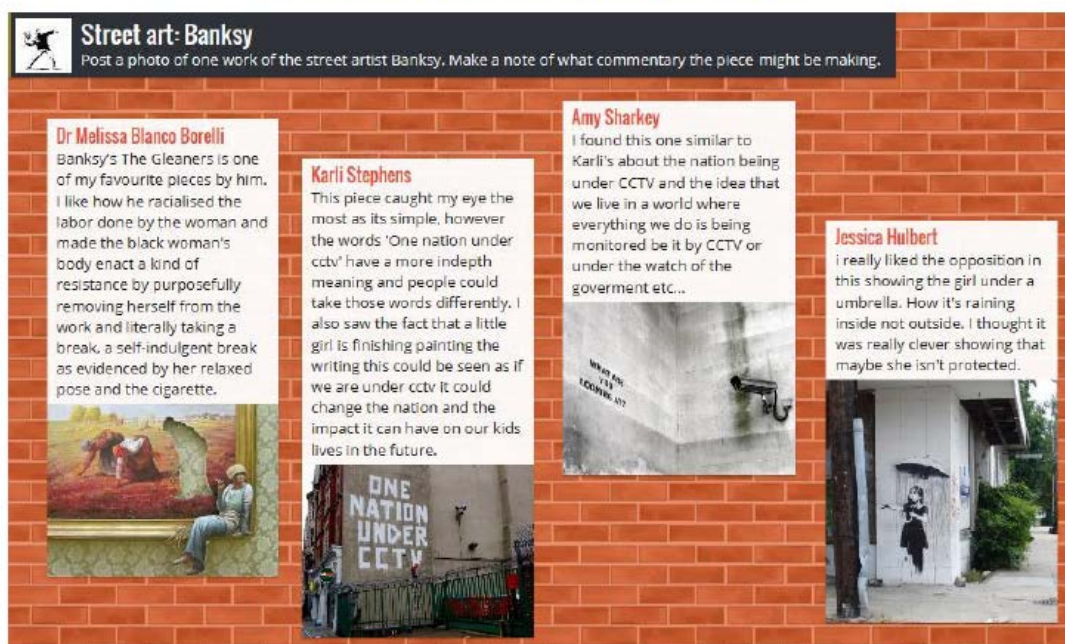 Street art: Banksy
Post a photo of one work of the street artist Banksy. Make a note of what commentary the piece might be making.
Dr Melissa Blanco Borelli
Banksy's The Gleaners is one
of my favourite pieces by him.
I like how he racialised the
labor done by the woman and
made the black woman's
body enact a kind of
resistance by purposefully
removing herself from the
work and literally taking a
break, a self-indulgent break
as evidenced by her relaxed
pose and the cigarette.
Karli Stephens
This piece caught my eye the
most as its simple, however
the words 'One nation under
cctv' have a more indepth
meaning and people could
take those words differently. I
also saw the fact that a little
girl is finishing painting the
writing this could be seen as if
we are under cctv it could
change the nation and the
impact it can have on our kids
lives in the future.
ONE
NATION
UNDER
CCTV
Amy Sharkey
I found this one similar to
Karli's about the nation being
under CCTV and the idea that
we live in a world where
everything we do is being
monitored be it by CCTV or
under the watch of the
goverment etc...
WHAT ARE
YOU
LOOKING AT?
Jessica Hulbert
i really liked the opposition in
this showing the girl under a
umbrella. How it's raining
inside not outside. I thought it
was really clever showing that
maybe she isn't protected.